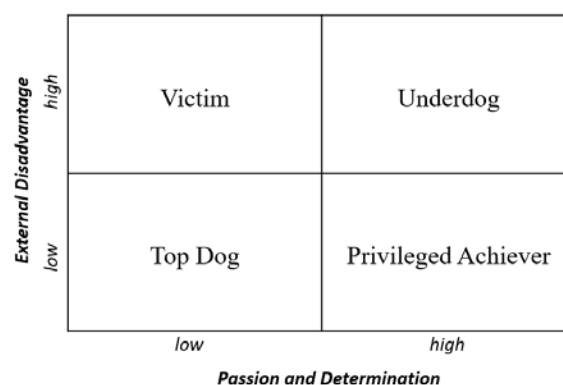 External Disadvantage
high
low
Victim
Underdog
Top Dog
Privileged Achiever
low
high
Passion and Determination